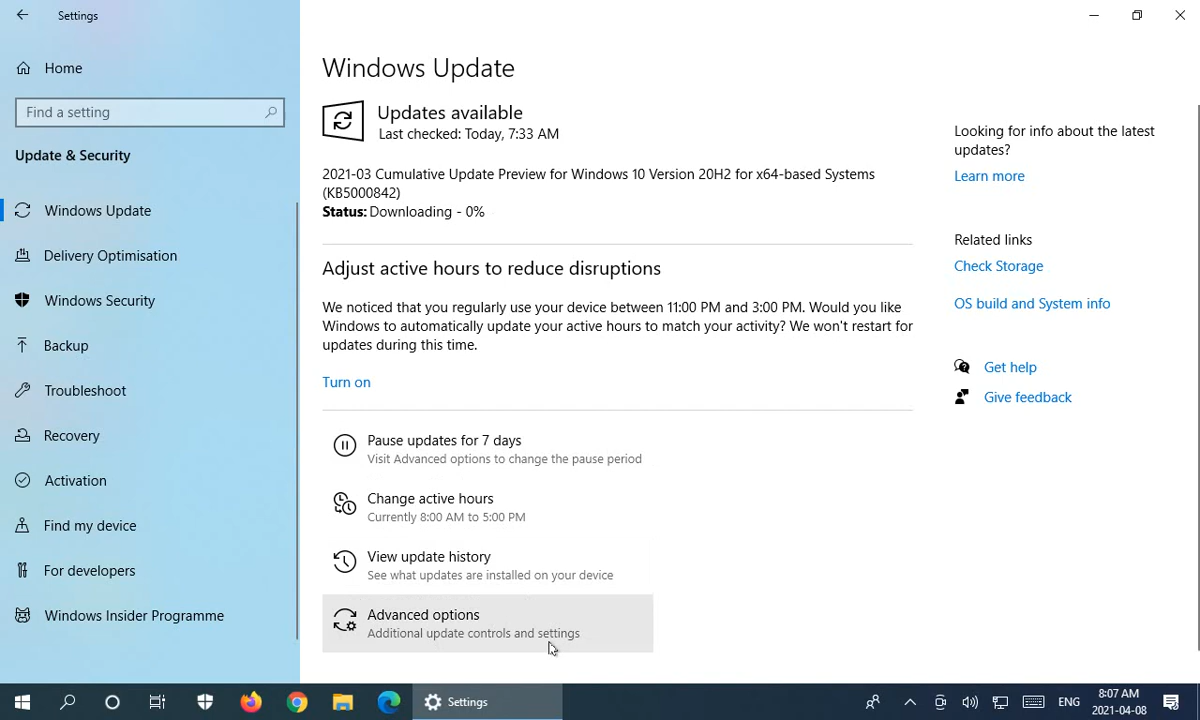 Settings
Home
Find a setting
Update & Security
Windows Update
Delivery Optimisation
Windows Security
Backup
Troubleshoot
Recovery
Activation
Find my device
For developers
Windows Insider Programme
Windows Update
Updates available
Last checked: Today, 7:33 AM
2021-03 Cumulative Update Preview for Windows 10 Version 20H2 for x64-based Systems
(KB5000842)
Status: Downloading - 0%
Adjust active hours to reduce disruptions
We noticed that you regularly use your device between 11:00 PM and 3:00 PM. Would you like
Windows to automatically update your active hours to match your activity? We won't restart for
updates during this time.
Turn on
Pause updates for 7 days
Visit Advanced options to change the pause period
Change active hours
Currently 8:00 AM to 5:00 PM
View update history
See what updates are installed on your device
Advanced options
Additional update controls and settings
Looking for info about the latest
updates?
Learn more
Related links
Check Storage
OS build and System info
Get help
Give feedback
Settings
ENG
8:07 AM
2021-04-08